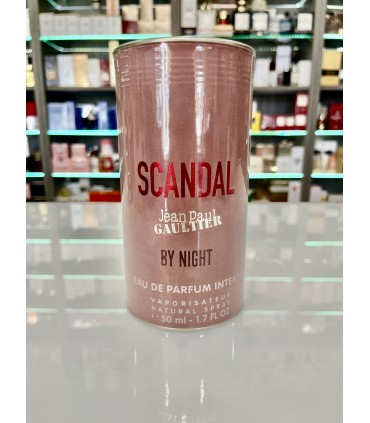 SCANDAL
Jean Paul
GAULTIER
BY NIGHT
EAU DE PARFUM INTENSE
VAPORISATEUR
NATURAL SPRAY
50 ml - 1.7 FL OZ